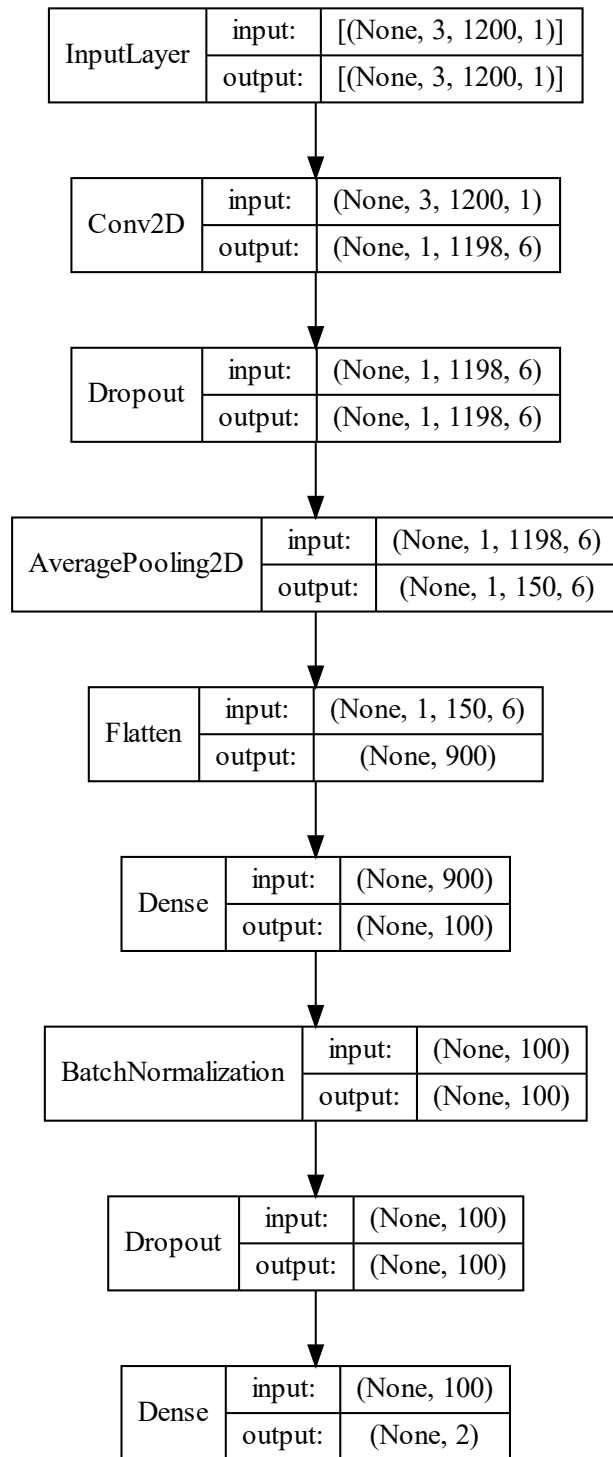 InputLayer
input: [(None, 3, 1200, 1)]
output: [(None, 3, 1200, 1)]
Conv2D
input: (None, 3, 1200, 1)
output: (None, 1, 1198, 6)
Dropout
input: (None, 1, 1198, 6)
output: (None, 1, 1198, 6)
AveragePooling2D
input: (None, 1, 1198, 6)
output: (None, 1, 150, 6)
Flatten
input: (None, 1, 150, 6)
output: (None, 900)
Dense
input: (None, 900)
output: (None, 100)
BatchNormalization
input: (None, 100)
output: (None, 100)
Dropout
input: (None, 100)
output: (None, 100)
Dense
input: (None, 100)
output: (None, 2)